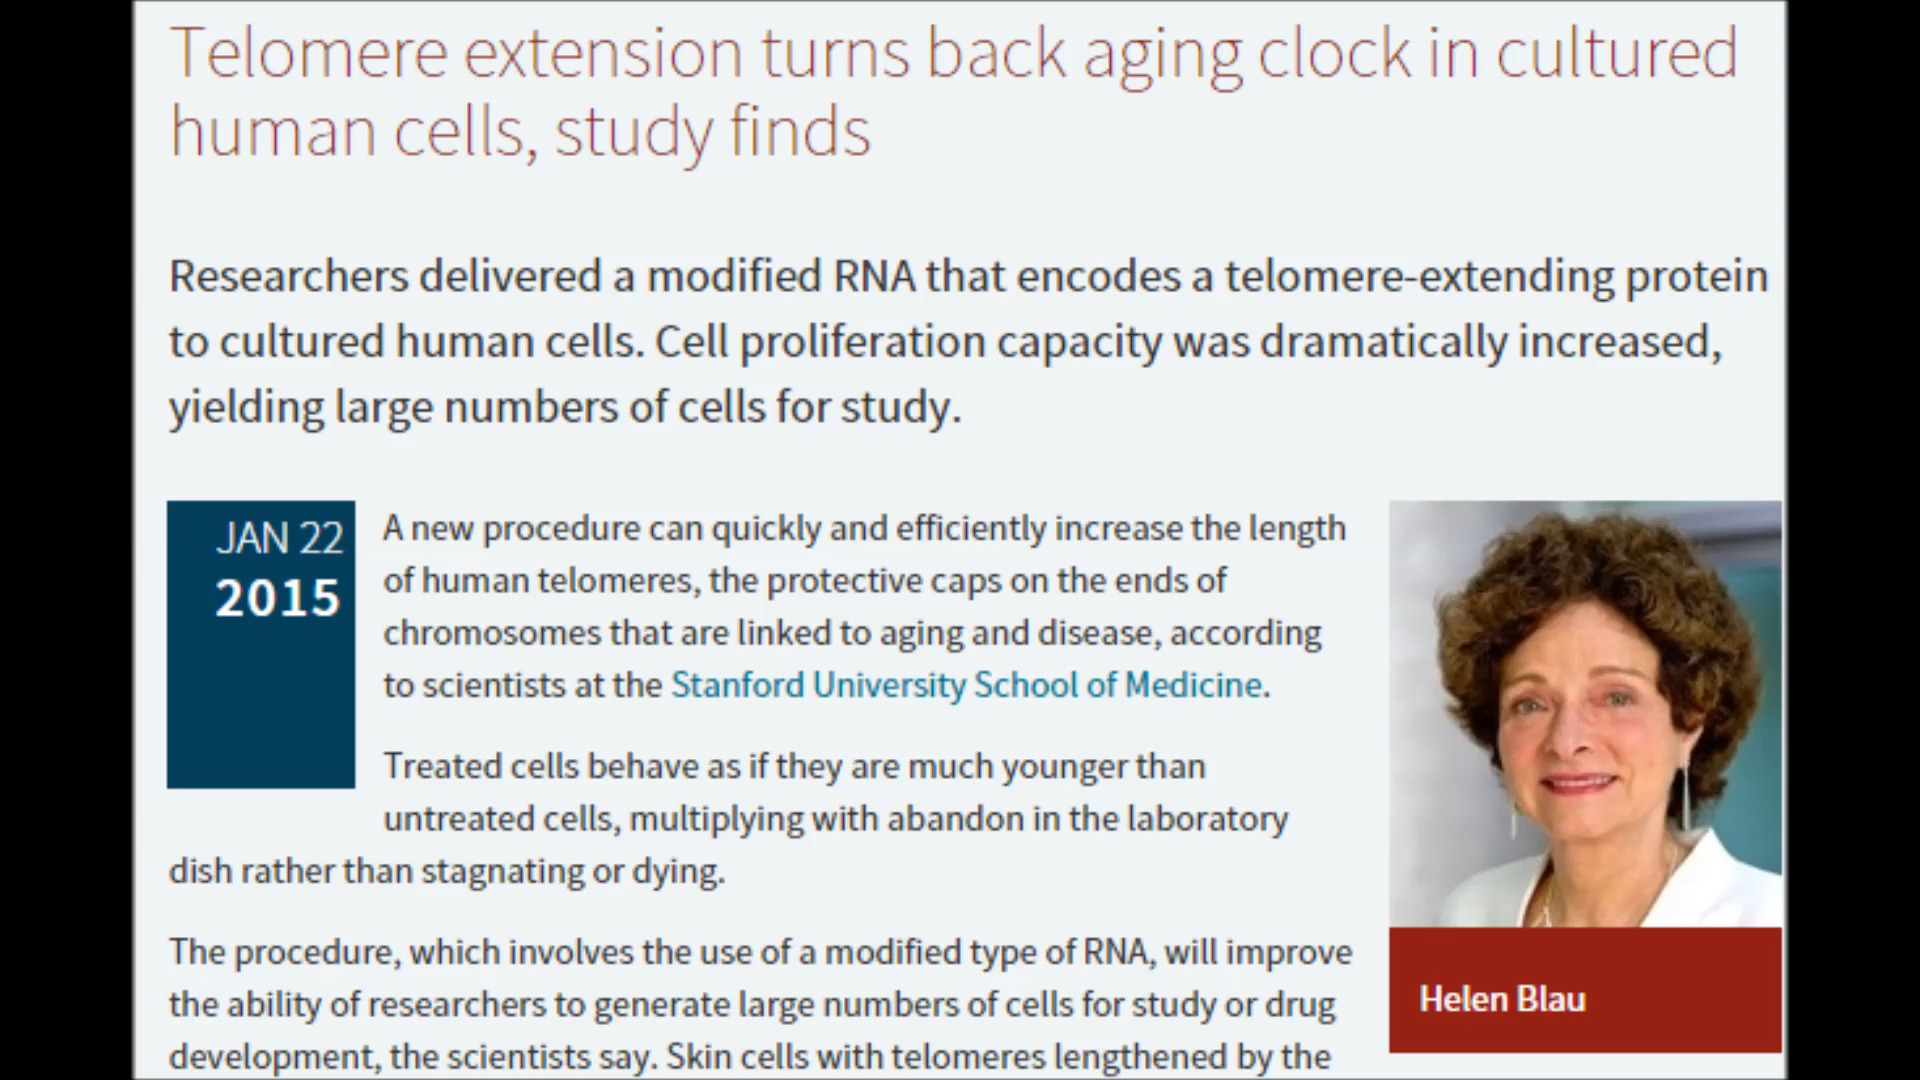 Telomere extension turns back aging clock in cultured
human cells, study finds
Researchers delivered a modified RNA that encodes a telomere-extending protein
to cultured human cells. Cell proliferation capacity was dramatically increased,
yielding large numbers of cells for study.
JAN 22
2015
A new procedure can quickly and efficiently increase the length
of human telomeres, the protective caps on the ends of
chromosomes that are linked to aging and disease, according
to scientists at the Stanford University School of Medicine.
Treated cells behave as if they are much younger than
untreated cells, multiplying with abandon in the laboratory
dish rather than stagnating or dying.
The procedure, which involves the use of a modified type of RNA, will improve
the ability of researchers to generate large numbers of cells for study or drug
development, the scientists say. Skin cells with telomeres lengthened by the
Helen Blau